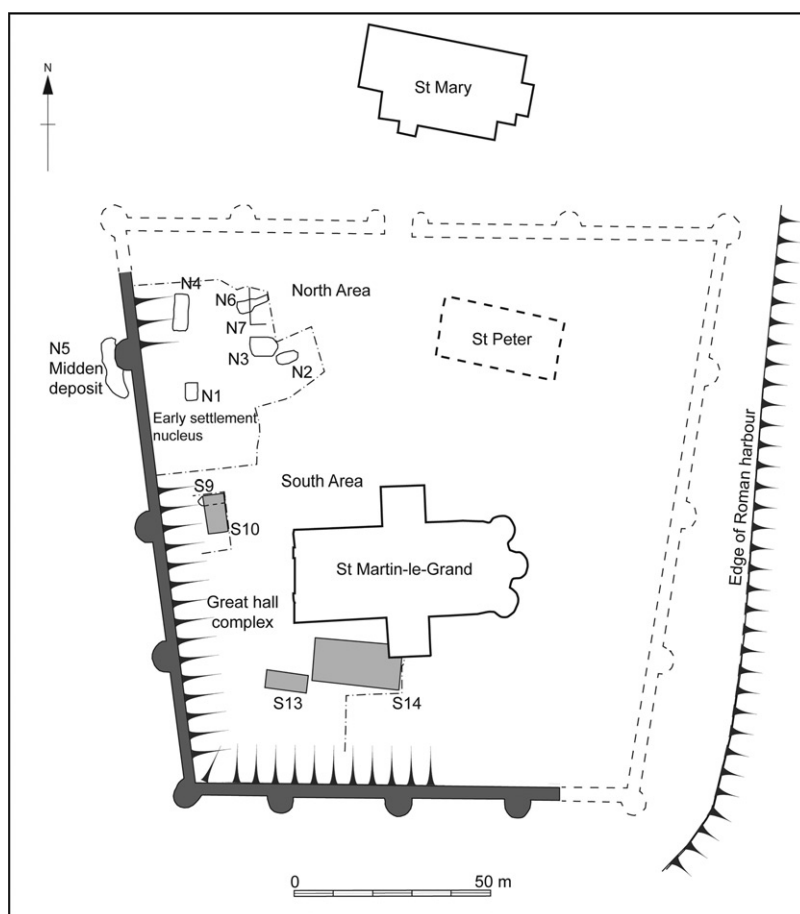 St Mary
N
N4
N6
North Area
N7
St Peter
N5
Midden
deposit
N3
N2
N1
Early settlement
nucleus
Edge of Roman harbour
S9
South Area
S10
St Martin-le-Grand
Great hall
complex
S13
S14
0
50 m